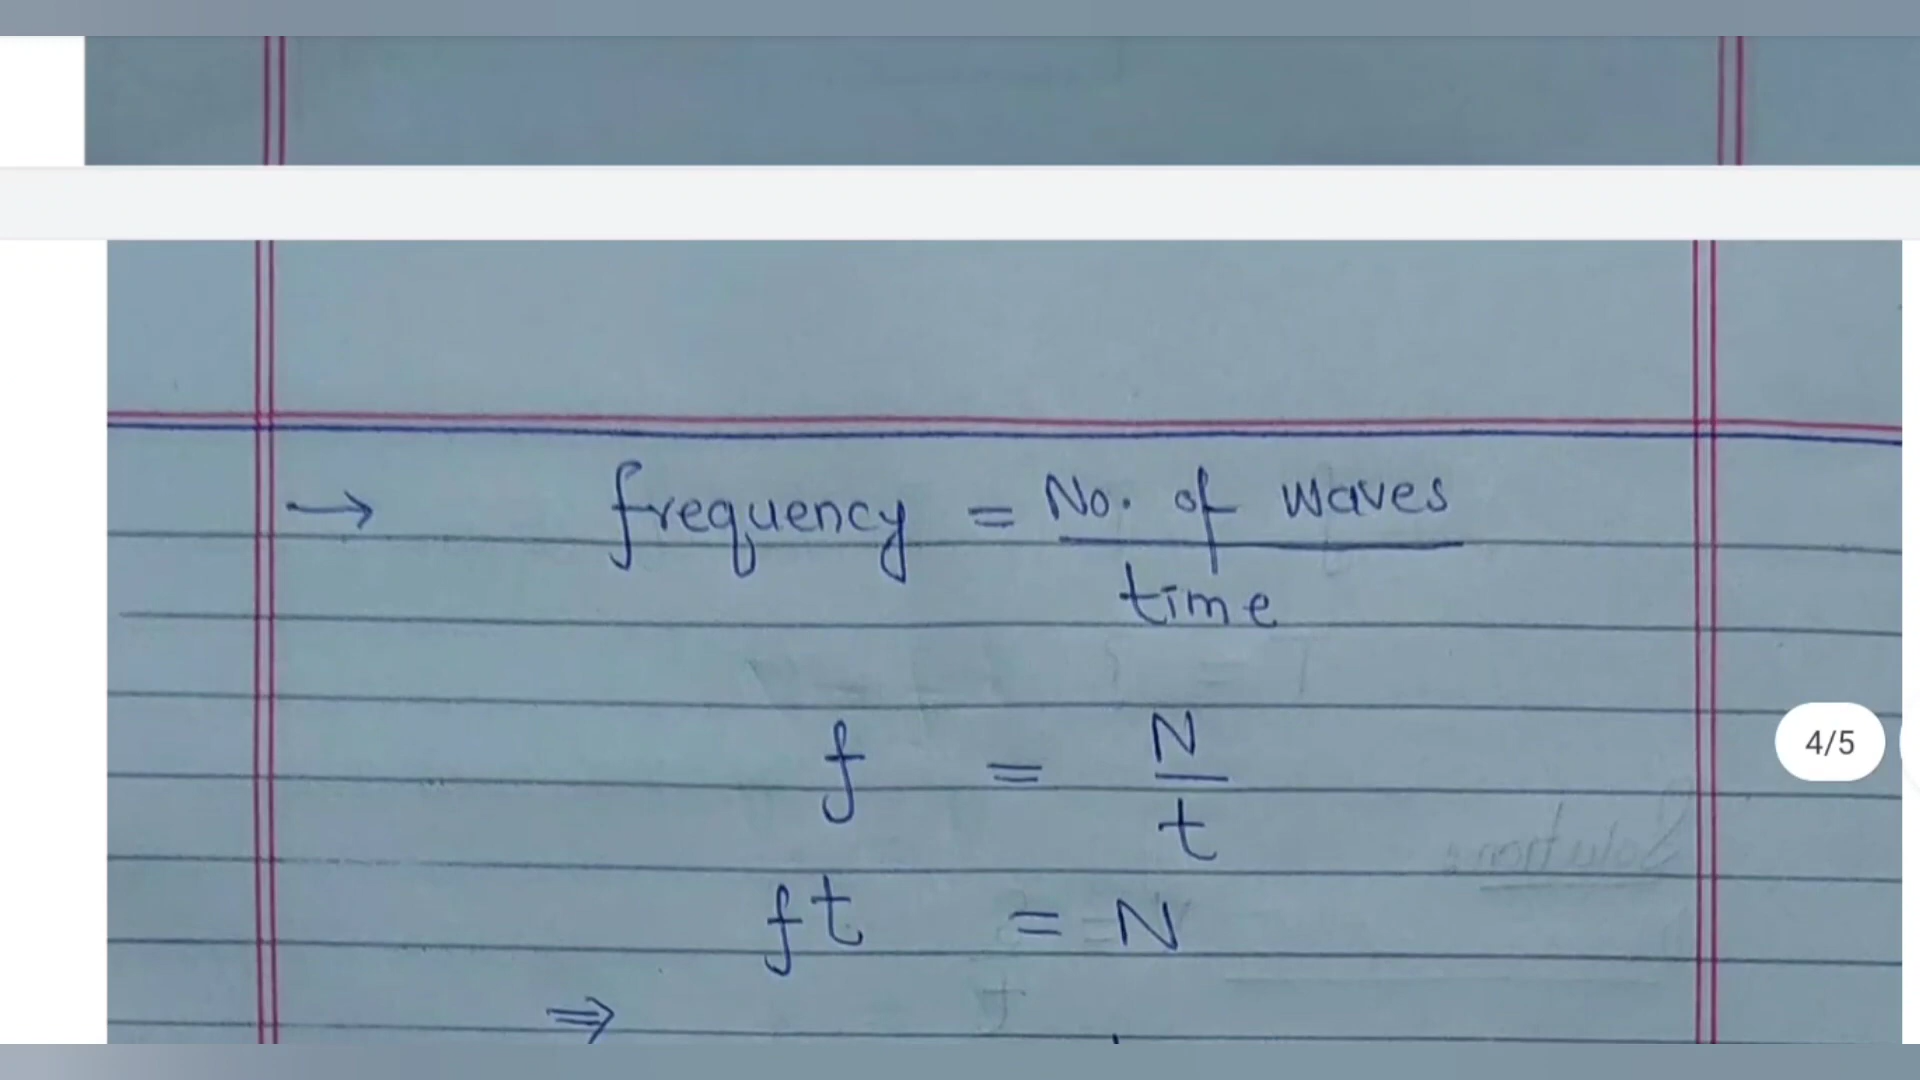 → frequency = No. of waves / time
f = N / t
4/5
ft = N
⇒